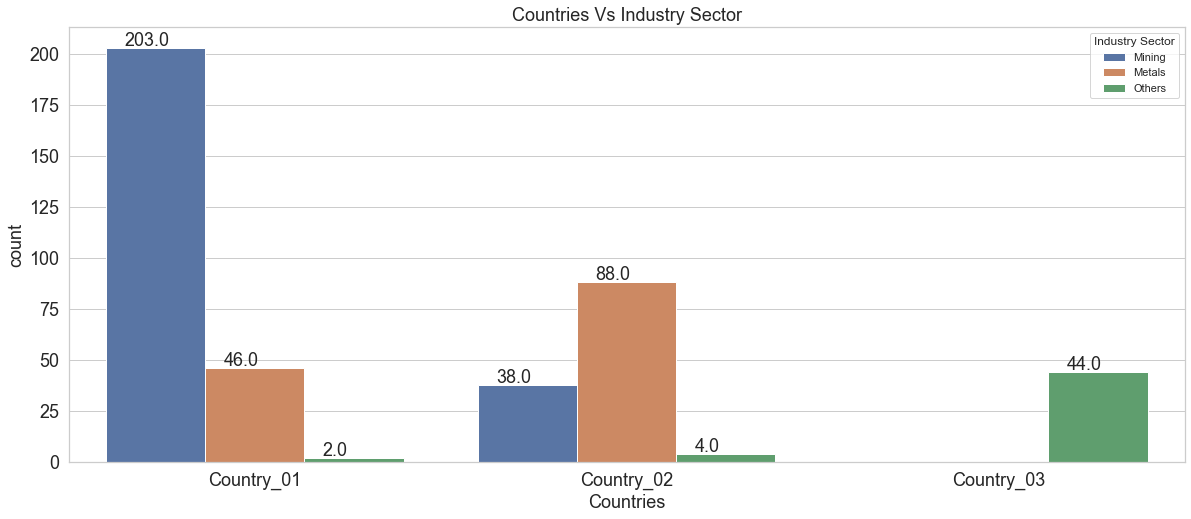 Countries Vs Industry Sector
Industry Sector
Mining
Metals
Others
count
200
175
150
125
100
75
50
25
0
203.0
46.0
2.0
38.0
88.0
4.0
44.0
Country_01
Country_02
Country_03
Countries